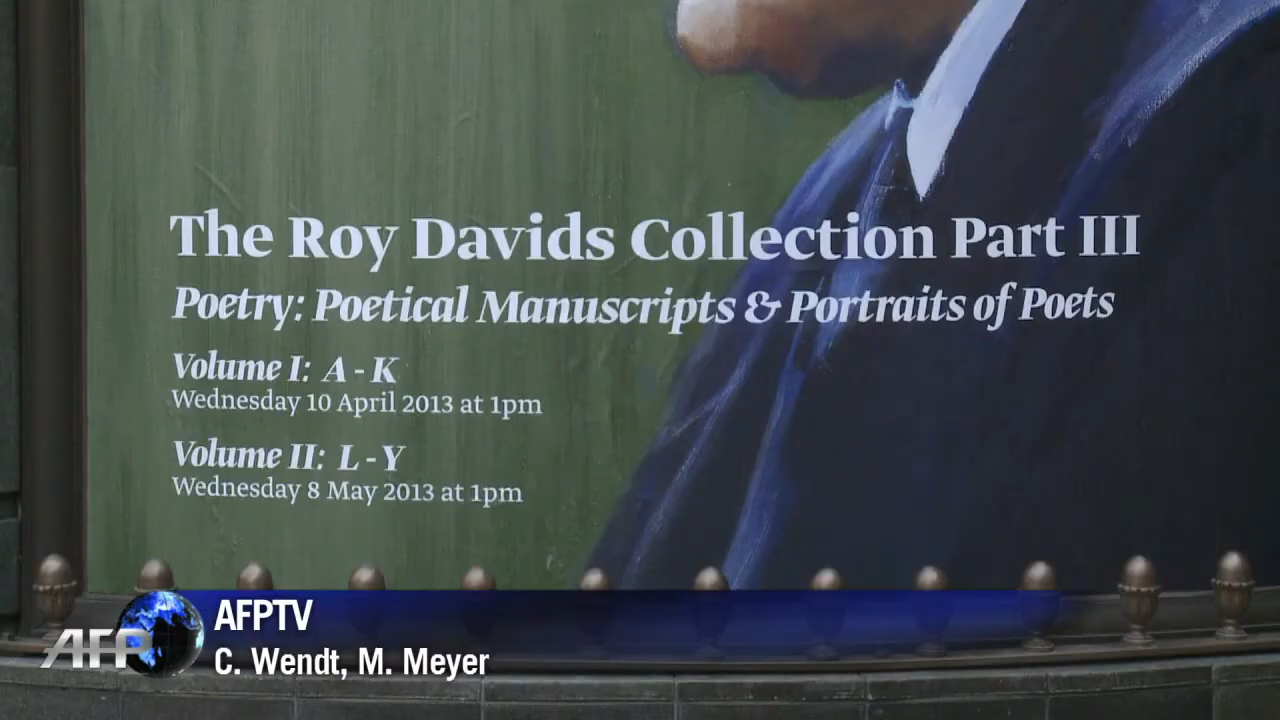 The Roy Davids Collection Part III
Poetry: Poetical Manuscripts & Portraits of Poets
Volume I: A - K
Wednesday 10 April 2013 at 1pm
Volume II: L - Y
Wednesday 8 May 2013 at 1pm
AFP
AFPTV
C. Wendt, M. Meyer